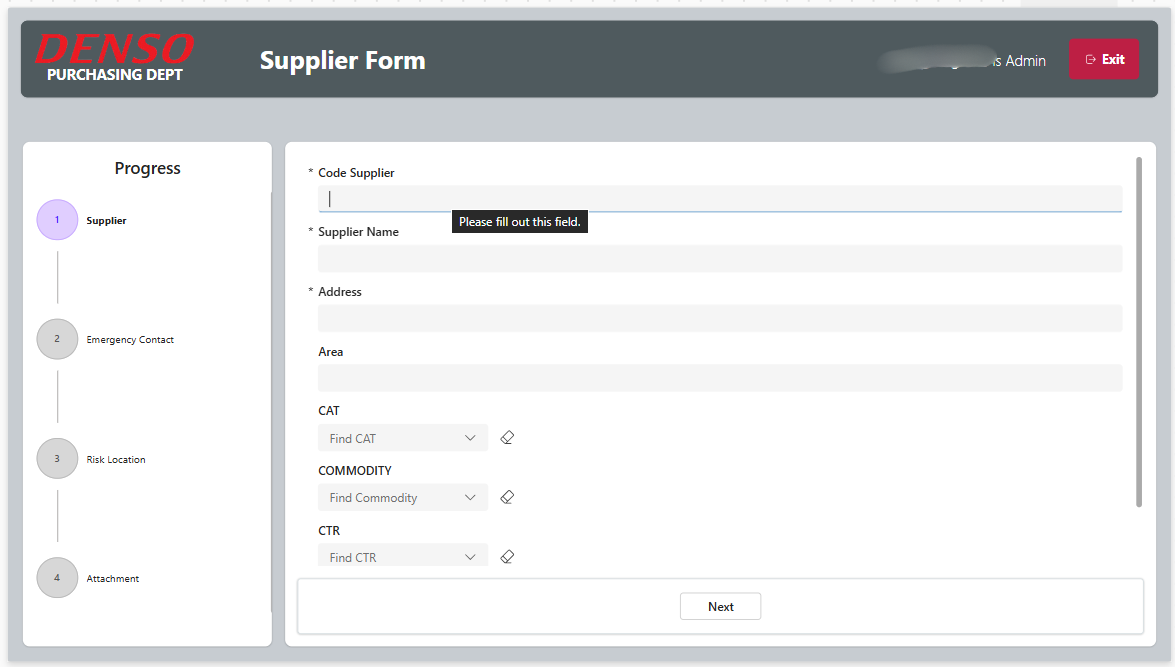 DENSO
PURCHASING DEPT
Supplier Form
is Admin
Exit
Progress
1 Supplier
2 Emergency Contact
3 Risk Location
4 Attachment
* Code Supplier
Please fill out this field.
* Supplier Name
* Address
Area
CAT
Find CAT
COMMODITY
Find Commodity
CTR
Find CTR
Next